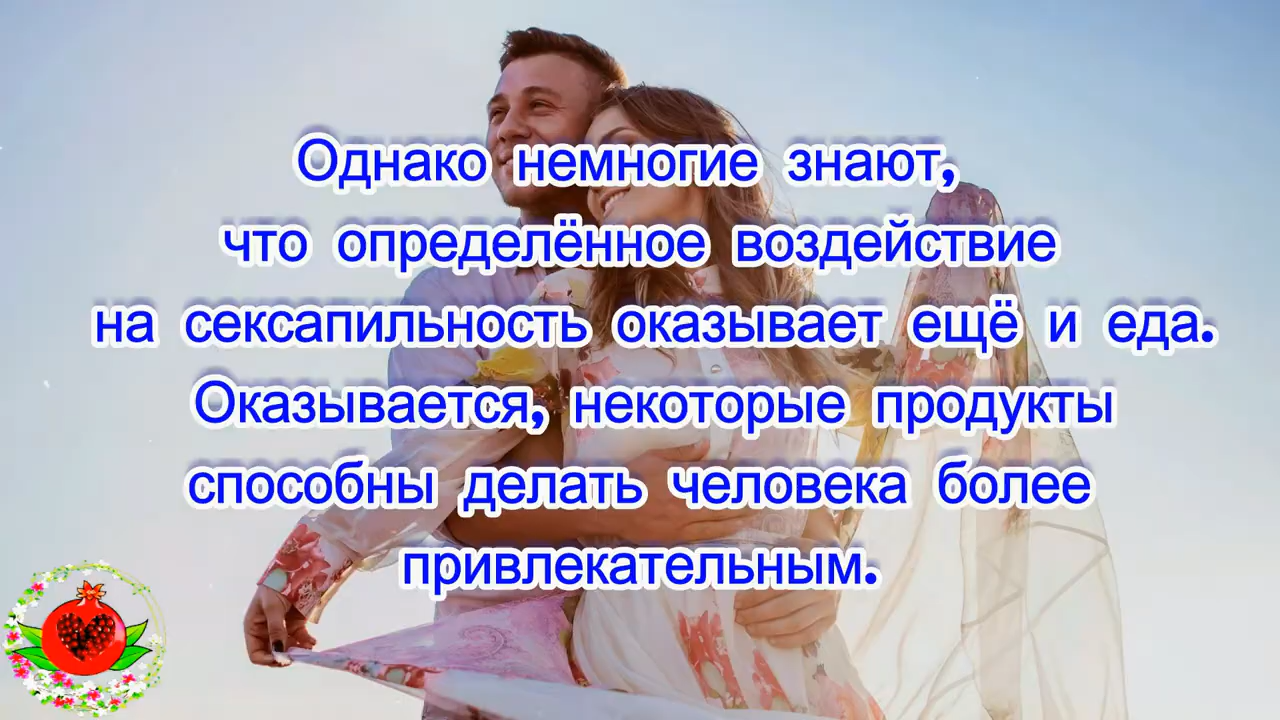 Однако немногие знают,
что определённое воздействие
на сексапильность оказывает ещё и еда.
Оказывается, некоторые продукты
способны делать человека более
привлекательным.